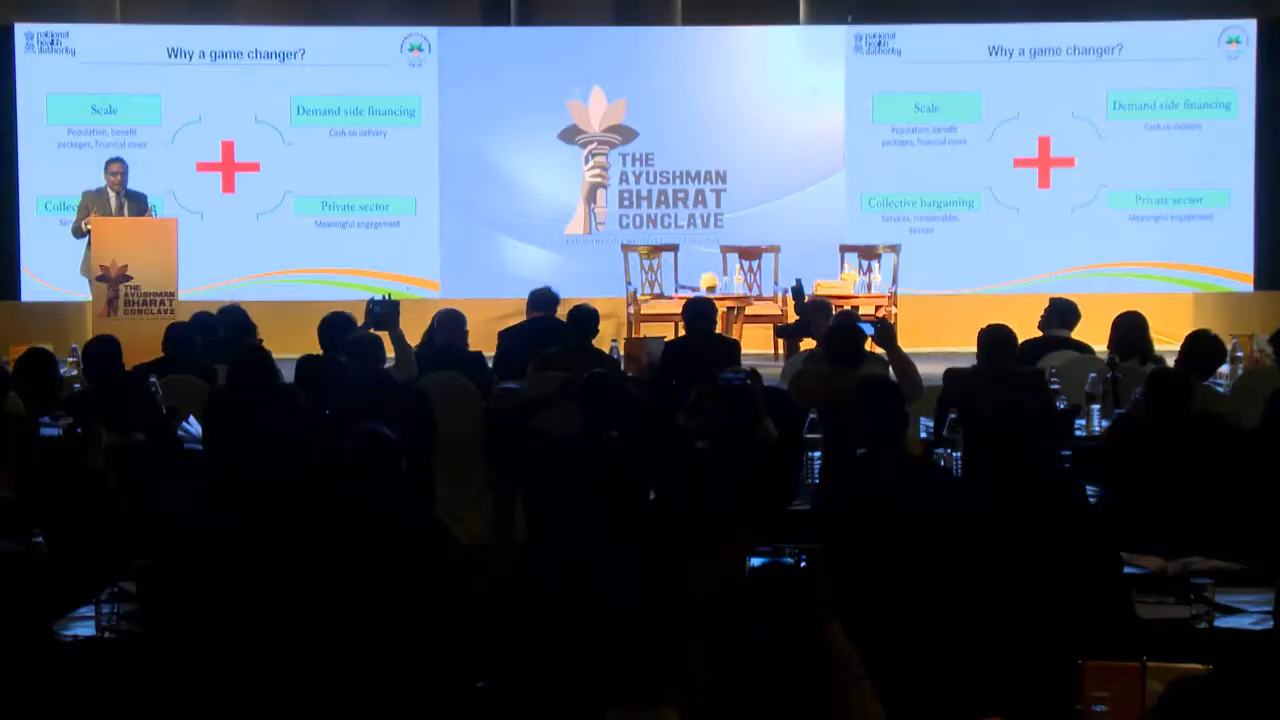 national
health
authority
Why a game changer?
Scale
Population, benefit
packages, financial cover
Demand side financing
Cash on delivery
Collec
Ser
Private sector
Meaningful engagement
THE
AYUSHMAN
BHARAT
CONCLAVE
national
health
authority
Why a game changer?
Scale
Population, benefit
packages, financial cover
Demand side financing
Cash on delivery
Collective bargaining
Services, consumables,
devices
Private sector
Meaningful engagement
THE
AYUSHMAN
BHARAT
CONCLAVE